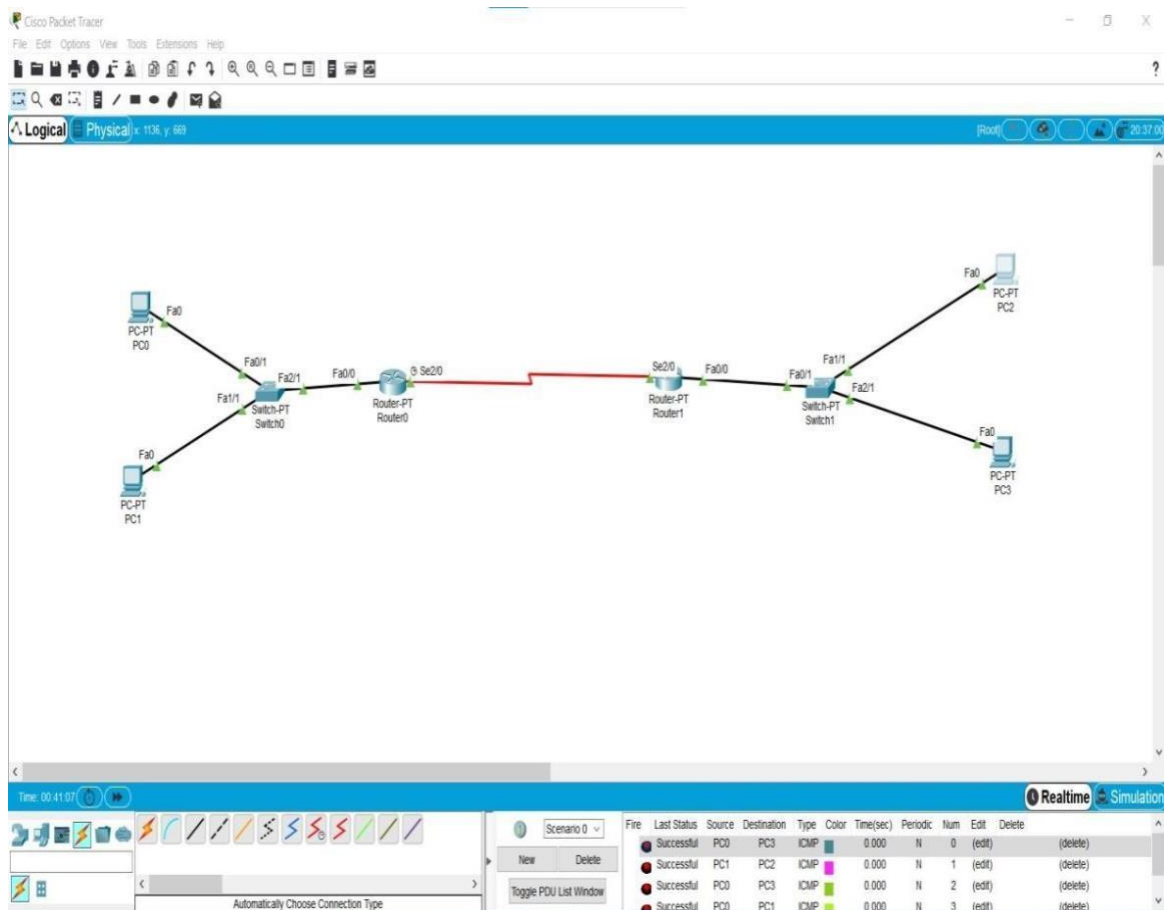 Cisco Packet Tracer
File Edit Options View Tools Extensions Help
?
Logical Physical x: 1136, y: 669 [Root] 20:37:00
Fa0
PC-PT
PC2
Fa0
PC-PT
PC0
Fa0/1
Fa2/1
Fa0/0
Se2/0
Fa1/1
Switch-PT
Switch0
Router-PT
Router0
Se2/0
Fa0/0
Router-PT
Router1
Fa1/1
Fa0/1
Fa2/1
Switch-PT
Switch1
Fa0
PC-PT
PC1
Fa0
PC-PT
PC3
Time: 00:41:07 Realtime Simulation
Scenario 0
New Delete
Toggle PDU List Window
Automatically Choose Connection Type
Fire Last Status Source Destination Type Color Time(sec) Periodic Num Edit Delete
Successful PC0 PC3 ICMP 0.000 N 0 (edit) (delete)
Successful PC1 PC2 ICMP 0.000 N 1 (edit) (delete)
Successful PC0 PC3 ICMP 0.000 N 2 (edit) (delete)
Successful PC0 PC1 ICMP 0.000 N 3 (edit) (delete)